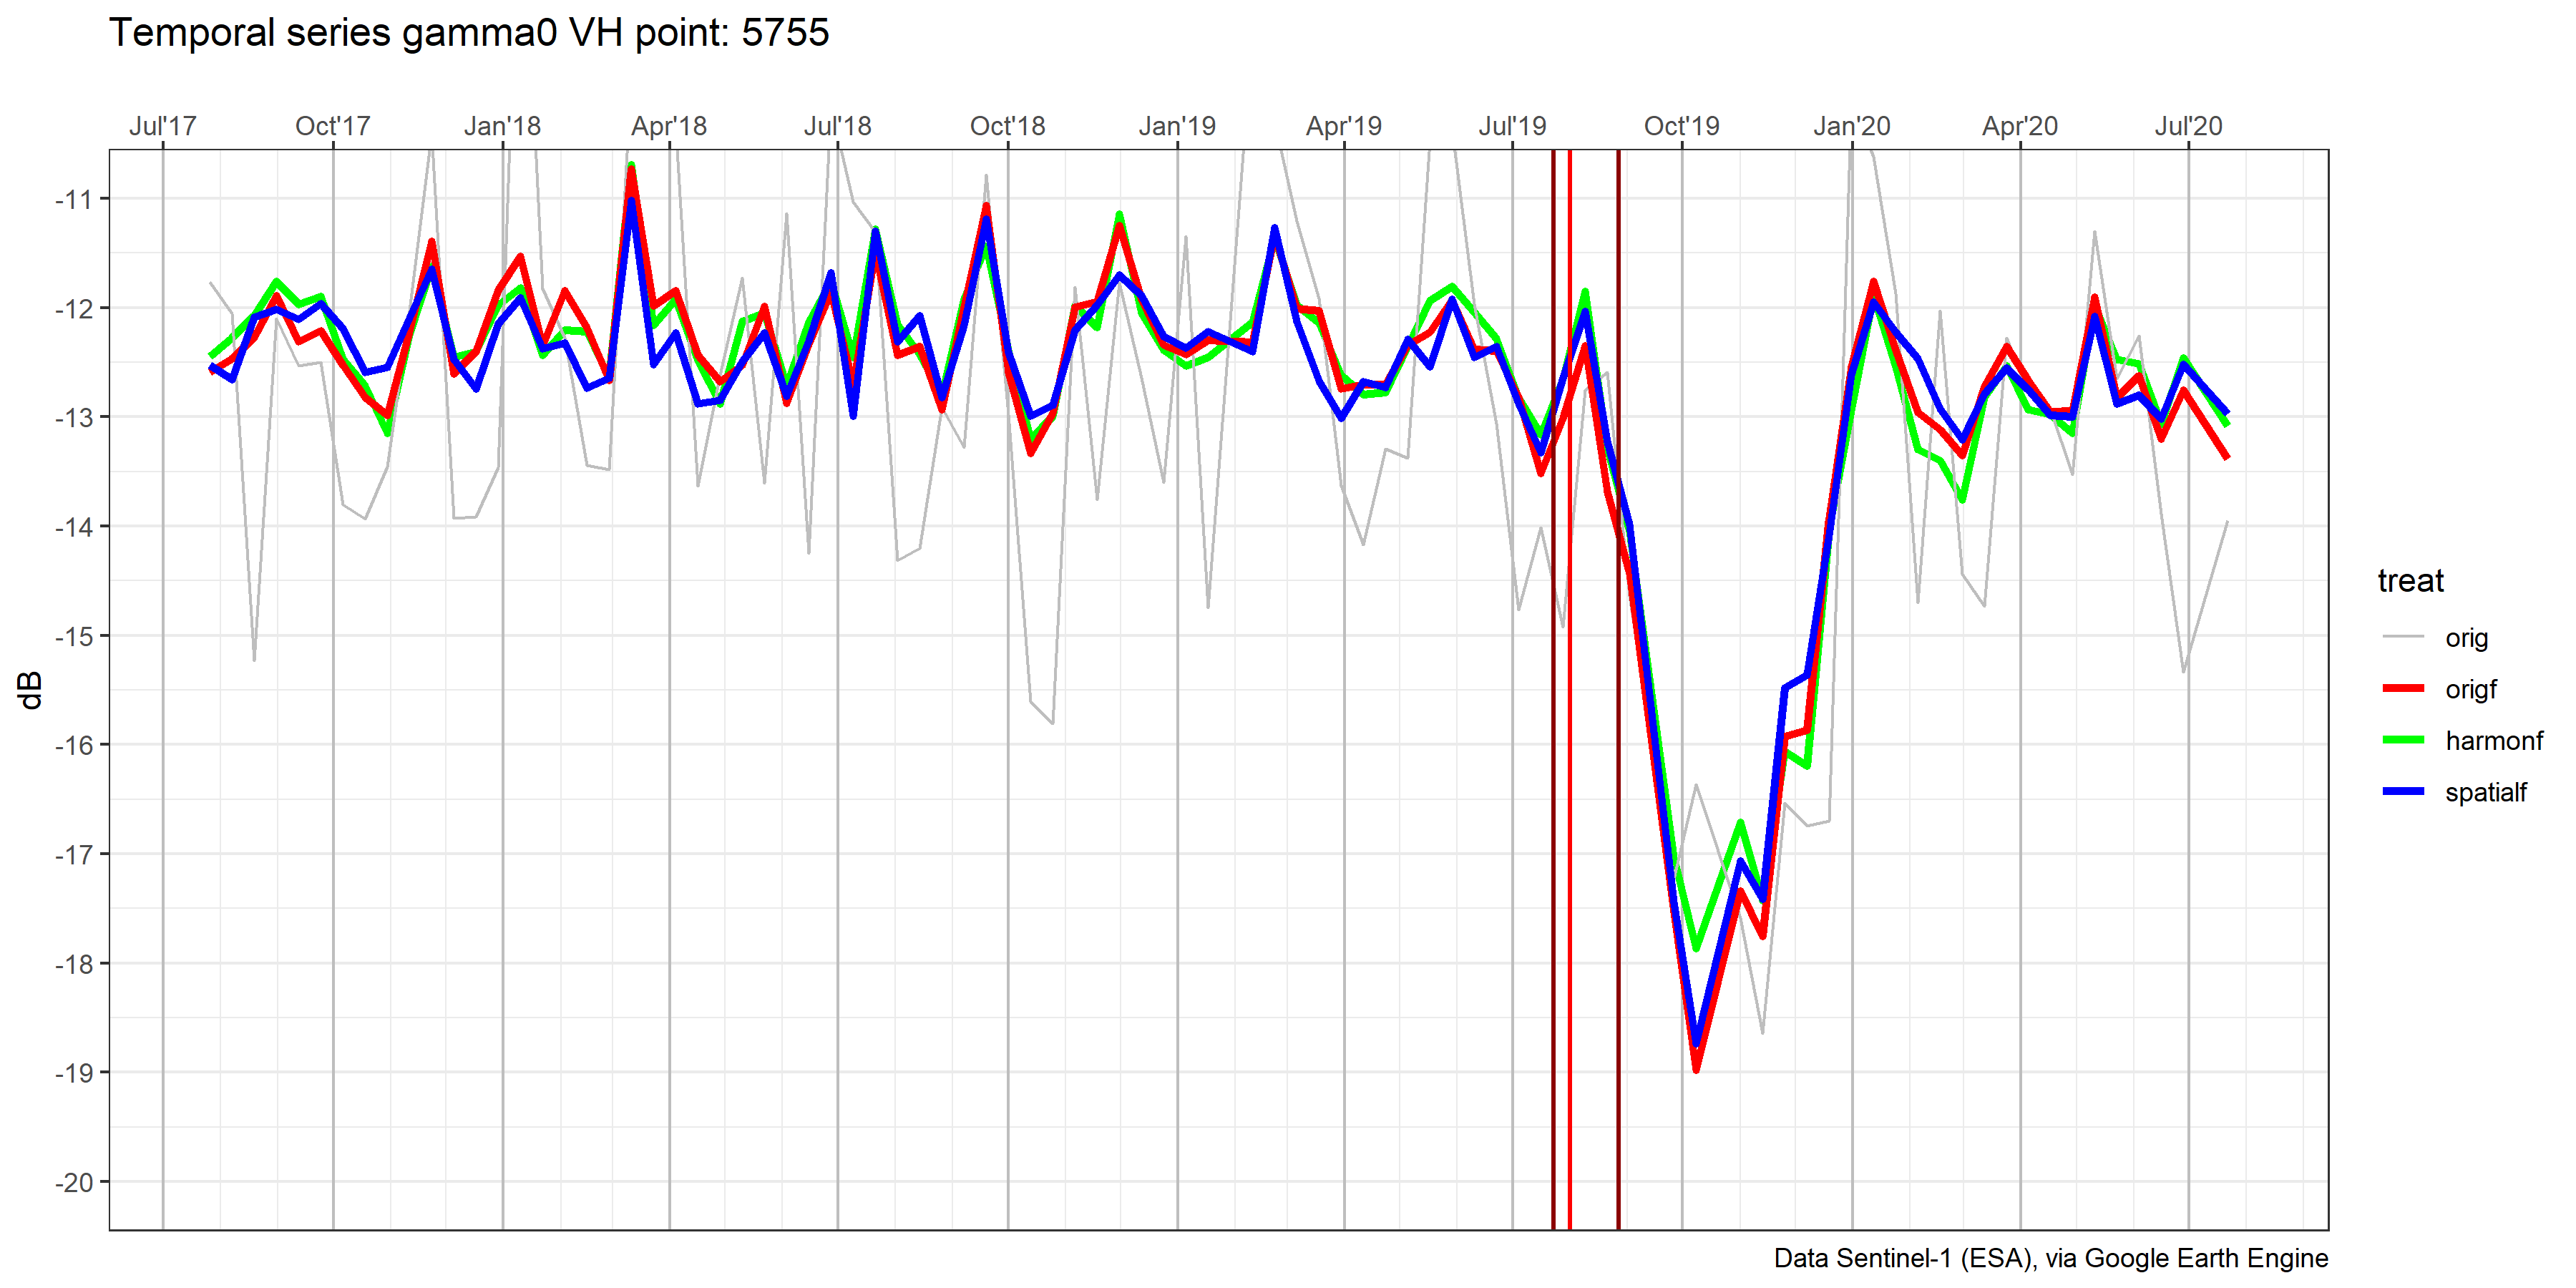 Temporal series gamma0 VH point: 5755
Jul'17 Oct'17 Jan'18 Apr'18 Jul'18 Oct'18 Jan'19 Apr'19 Jul'19 Oct'19 Jan'20 Apr'20 Jul'20
-11
-12
-13
-14
-15
-16
-17
-18
-19
-20
dB
treat
orig
origf
harmonf
spatialf
Data Sentinel-1 (ESA), via Google Earth Engine